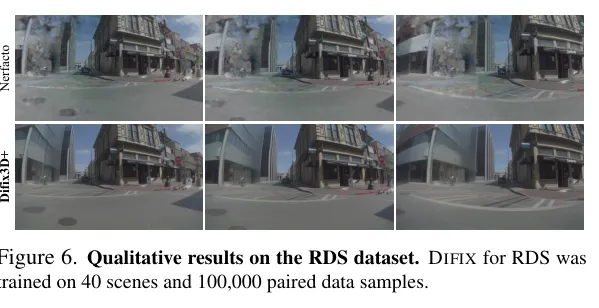 Nerfacto
Difix3D+
Figure 6. Qualitative results on the RDS dataset. DIFIX for RDS was
trained on 40 scenes and 100,000 paired data samples.